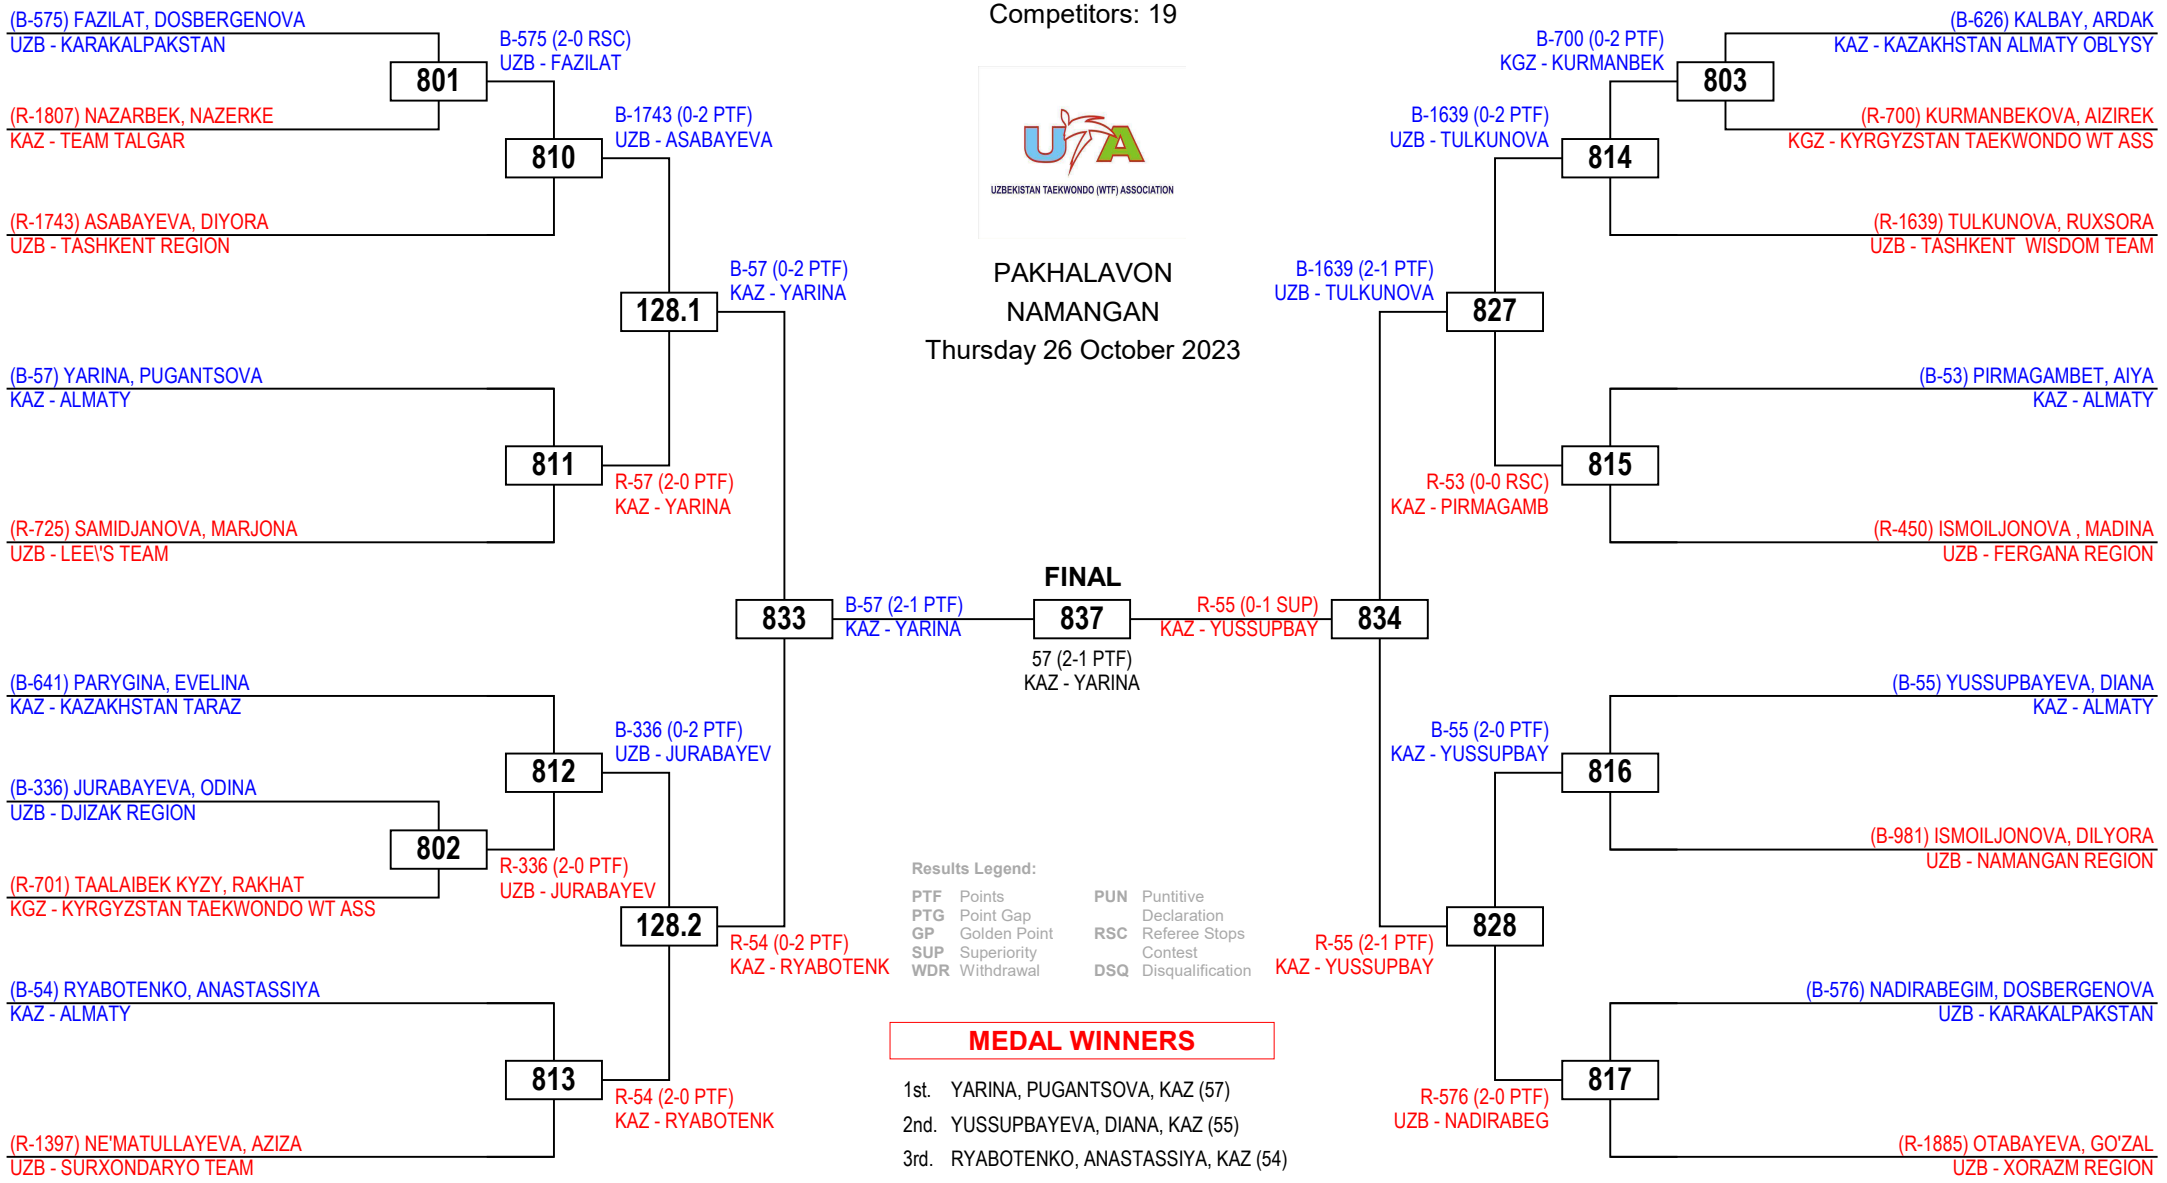 (B-575) FAZILAT, DOSBERGENOVA
UZB - KARAKALPAKSTAN
B-575 (2-0 RSC)
UZB - FAZILAT
801
(R-1807) NAZARBEK, NAZERKE
KAZ - TEAM TALGAR
B-1743 (0-2 PTF)
UZB - ASABAYEVA
810
(R-1743) ASABAYEVA, DIYORA
UZB - TASHKENT REGION
B-57 (0-2 PTF)
KAZ - YARINA
128.1
(B-57) YARINA, PUGANTSOVA
KAZ - ALMATY
811
R-57 (2-0 PTF)
KAZ - YARINA
(R-725) SAMIDJANOVA, MARJONA
UZB - LEE\'S TEAM
833
B-57 (2-1 PTF)
KAZ - YARINA
(B-641) PARYGINA, EVELINA
KAZ - KAZAKHSTAN TARAZ
B-336 (0-2 PTF)
UZB - JURABAYEV
812
(B-336) JURABAYEVA, ODINA
UZB - DJIZAK REGION
802
R-336 (2-0 PTF)
UZB - JURABAYEV
(R-701) TAALAIBEK KYZY, RAKHAT
KGZ - KYRGYZSTAN TAEKWONDO WT ASS
128.2
R-54 (0-2 PTF)
KAZ - RYABOTENK
(B-54) RYABOTENKO, ANASTASSIYA
KAZ - ALMATY
813
R-54 (2-0 PTF)
KAZ - RYABOTENK
(R-1397) NE'MATULLAYEVA, AZIZA
UZB - SURXONDARYO TEAM
Competitors: 19
UTA
UZBEKISTAN TAEKWONDO (WTF) ASSOCIATION
PAKHALAVON
NAMANGAN
Thursday 26 October 2023
FINAL
837
57 (2-1 PTF)
KAZ - YARINA
Results Legend:
PTF Points PUN Puntitive
PTG Point Gap Declaration
GP Golden Point RSC Referee Stops
SUP Superiority Contest
WDR Withdrawal DSQ Disqualification
MEDAL WINNERS
1st. YARINA, PUGANTSOVA, KAZ (57)
2nd. YUSSUPBAYEVA, DIANA, KAZ (55)
3rd. RYABOTENKO, ANASTASSIYA, KAZ (54)
(B-626) KALBAY, ARDAK
KAZ - KAZAKHSTAN ALMATY OBLYSY
B-700 (0-2 PTF)
KGZ - KURMANBEK
803
(R-700) KURMANBEKOVA, AIZIREK
KGZ - KYRGYZSTAN TAEKWONDO WT ASS
B-1639 (0-2 PTF)
UZB - TULKUNOVA
814
(R-1639) TULKUNOVA, RUXSORA
UZB - TASHKENT WISDOM TEAM
B-1639 (2-1 PTF)
UZB - TULKUNOVA
827
(B-53) PIRMAGAMBET, AIYA
KAZ - ALMATY
815
R-53 (0-0 RSC)
KAZ - PIRMAGAMB
(R-450) ISMOILJONOVA , MADINA
UZB - FERGANA REGION
R-55 (0-1 SUP)
KAZ - YUSSUPBAY
834
(B-55) YUSSUPBAYEVA, DIANA
KAZ - ALMATY
B-55 (2-0 PTF)
KAZ - YUSSUPBAY
816
(B-981) ISMOILJONOVA, DILYORA
UZB - NAMANGAN REGION
828
R-55 (2-1 PTF)
KAZ - YUSSUPBAY
(B-576) NADIRABEGIM, DOSBERGENOVA
UZB - KARAKALPAKSTAN
817
R-576 (2-0 PTF)
UZB - NADIRABEG
(R-1885) OTABAYEVA, GO'ZAL
UZB - XORAZM REGION